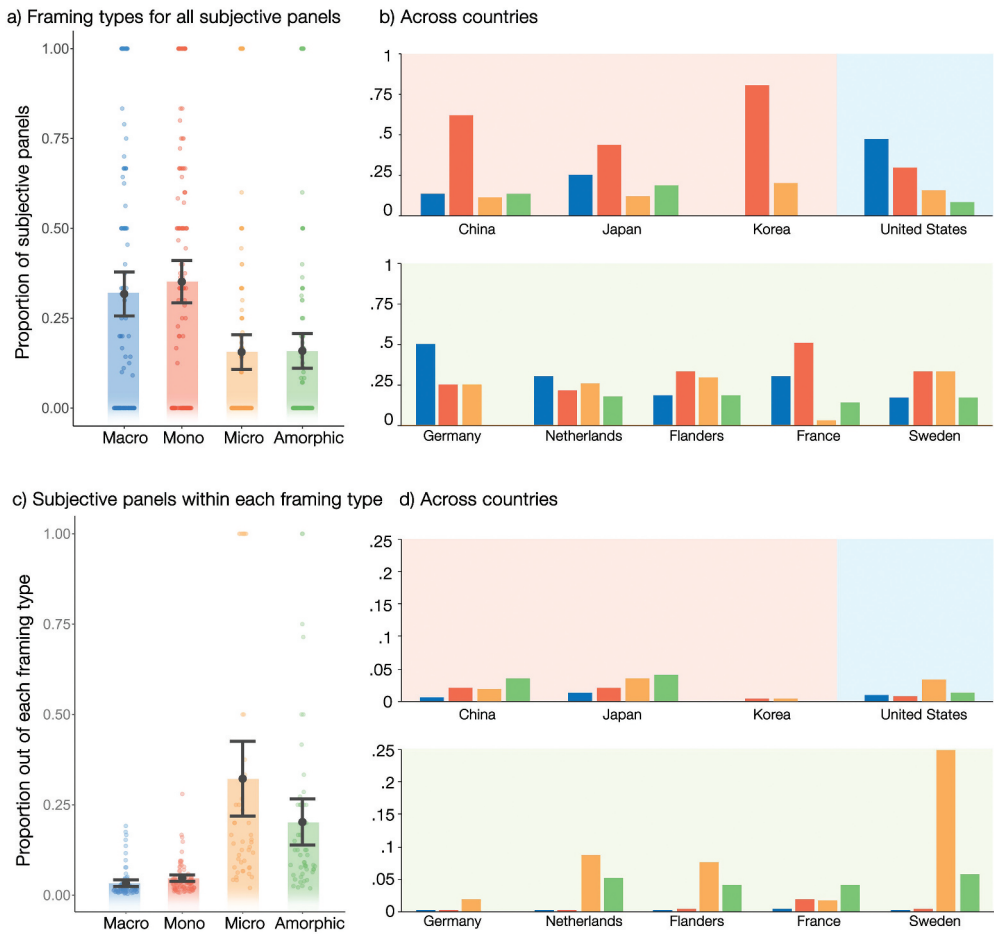 a) Framing types for all subjective panels
Proportion of subjective panels
1.00
0.75
0.50
0.25
0.00
Macro Mono Micro Amorphic
b) Across countries
1
.75
.5
.25
0
China Japan Korea United States
1
.75
.5
.25
0
Germany Netherlands Flanders France Sweden
c) Subjective panels within each framing type
Proportion out of each framing type
1.00
0.75
0.50
0.25
0.00
Macro Mono Micro Amorphic
d) Across countries
.25
.2
.15
.1
.05
0
China Japan Korea United States
.25
.2
.15
.1
.05
0
Germany Netherlands Flanders France Sweden